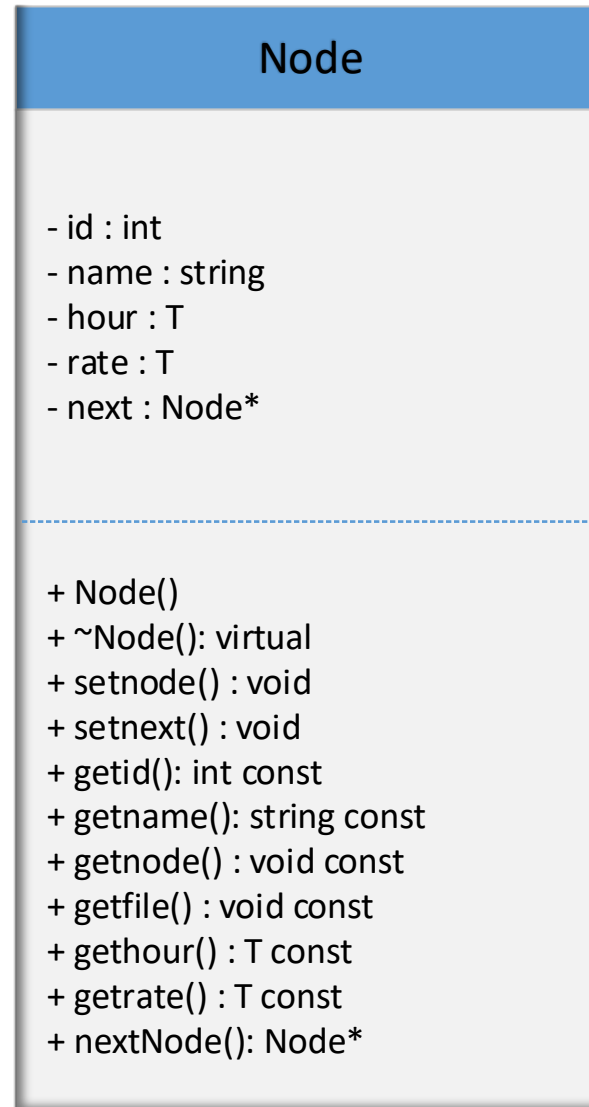 Node
- id : int
- name : string
- hour : T
- rate : T
- next : Node*
+ Node()
+ ~Node(): virtual
+ setnode() : void
+ setnext() : void
+ getid(): int const
+ getname(): string const
+ getnode() : void const
+ getfile() : void const
+ gethour() : T const
+ getrate() : T const
+ nextNode(): Node*